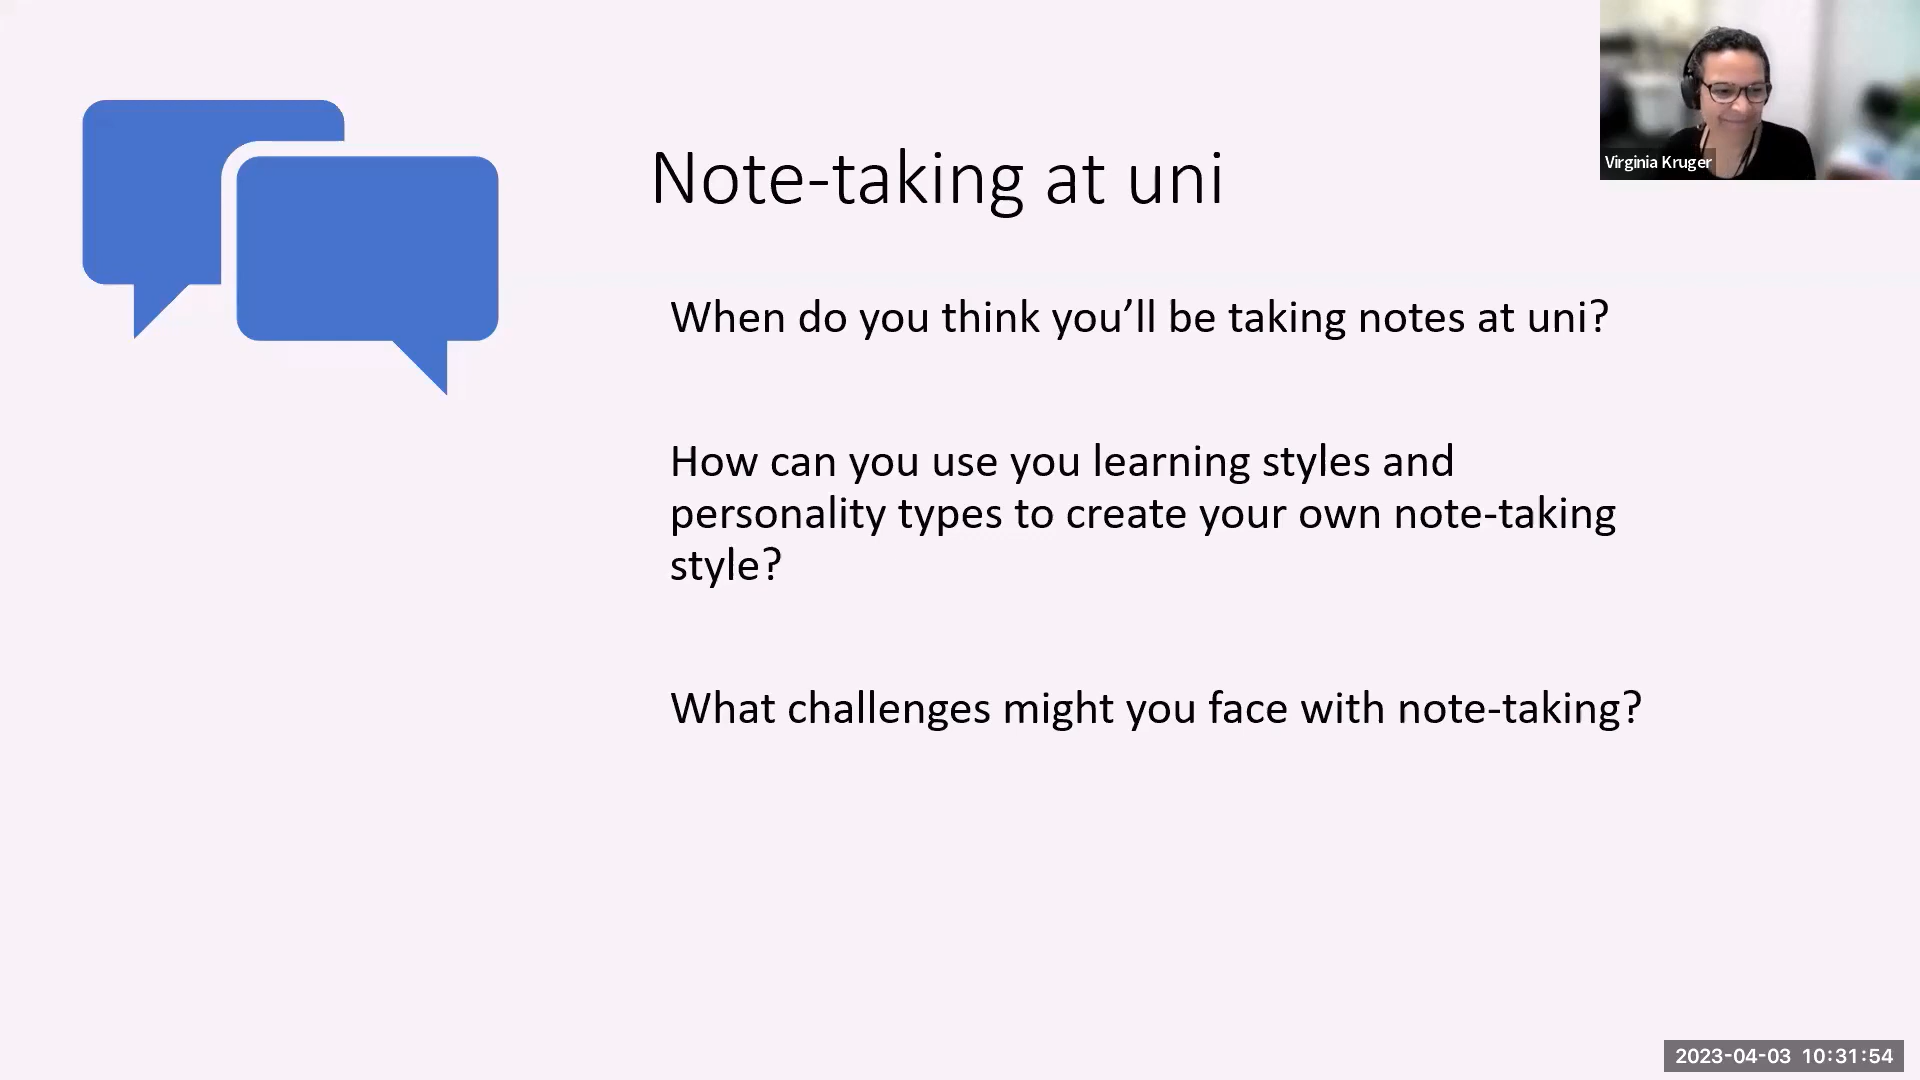 Note-taking at uni
When do you think you’ll be taking notes at uni?
How can you use you learning styles and
personality types to create your own note-taking
style?
What challenges might you face with note-taking?
Virginia Kruger
2023-04-03 10:31:54